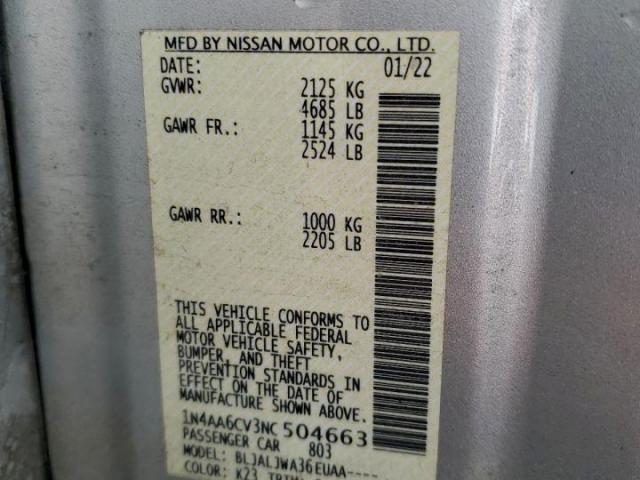 MFD BY NISSAN MOTOR CO., LTD.
DATE: 01/22
GVWR: 2125 KG
4685 LB
GAWR FR.: 1145 KG
2524 LB
GAWR RR.: 1000 KG
2205 LB
THIS VEHICLE CONFORMS TO
ALL APPLICABLE FEDERAL
MOTOR VEHICLE SAFETY,
BUMPER, AND THEFT
PREVENTION STANDARDS IN
EFFECT ON THE DATE OF
MANUFACTURE SHOWN ABOVE.
1N4AA6CV3NC504663
PASSENGER CAR 803
MODEL: BLJALJWA36EUAA----
COLOR: K23